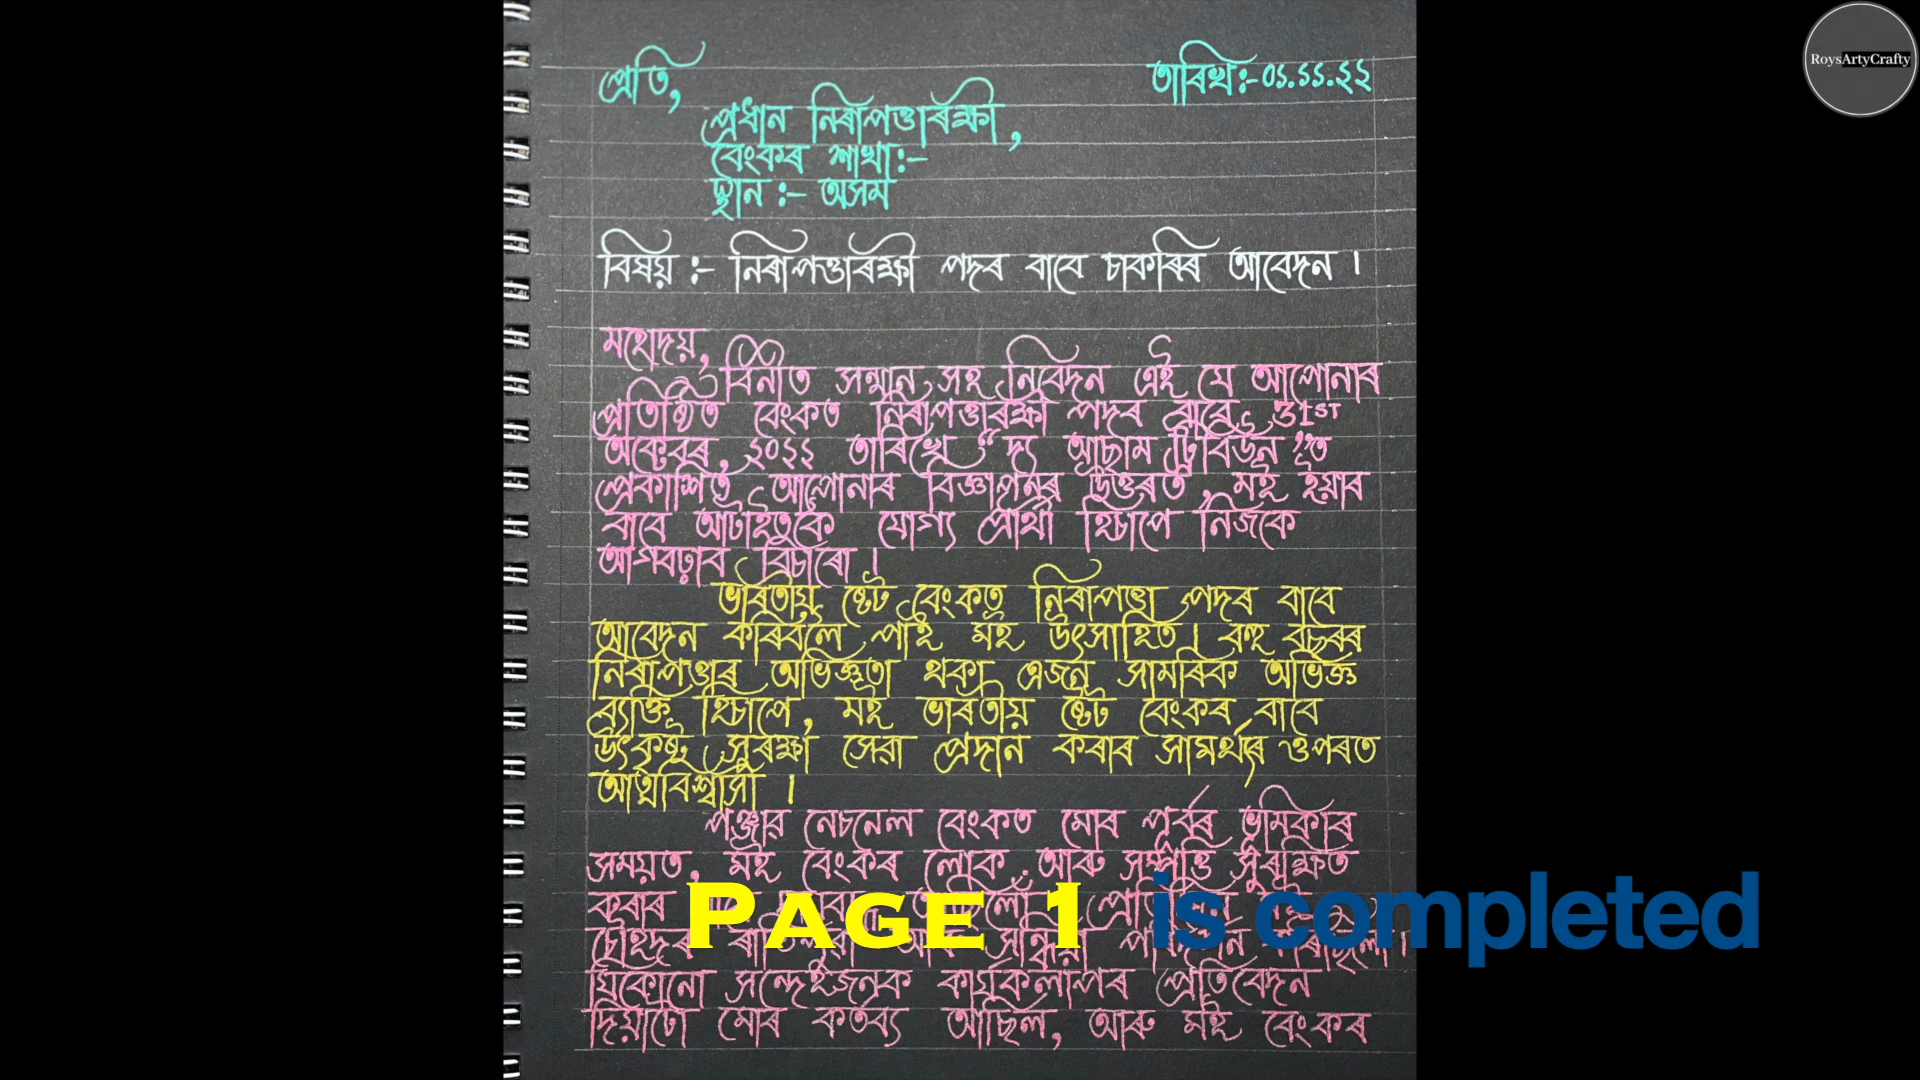 RoysArtyCrafty
প্ৰতি, তাৰিখ:-০১.১১.২২
প্ৰধান নিৰাপত্তাৰক্ষী,
বেংকৰ শাখা:-
স্থান :- অসম
বিষয় :- নিৰাপত্তাৰক্ষী পদৰ বাবে চাকৰিৰ আবেদন ।
মহোদয়,
বিনীত সন্মান সহ নিবেদন এই যে আপোনাৰ
প্ৰতিষ্ঠিত বেংকত নিৰাপত্তাৰক্ষী পদৰ বাবে, 31ST
অক্টোবৰ, ২০২২ তাৰিখে “দ্য আছাম ট্ৰিবিউন”ত
প্ৰকাশিত আপোনাৰ বিজ্ঞাপনৰ উত্তৰত, মই ইয়াৰ
বাবে আটাইতকৈ যোগ্য প্ৰাৰ্থী হিচাপে নিজকে
আগবঢ়াব বিচাৰো ।
ভাৰতীয় ষ্টেট বেংকত নিৰাপত্তা পদৰ বাবে
আবেদন কৰিবলৈ পাই মই উৎসাহিত । বহু বছৰৰ
নিৰাপত্তাৰ অভিজ্ঞতা থকা এজন সামৰিক অভিজ্ঞ
ব্যক্তি হিচাপে, মই ভাৰতীয় ষ্টেট বেংকৰ বাবে
উৎকৃষ্ট সুৰক্ষা সেৱা প্ৰদান কৰাৰ সামৰ্থ্যৰ ওপৰত
আত্মবিশ্বাসী ।
পঞ্জাৱ নেচনেল বেংকত মোৰ পূৰ্বৰ ভূমিকাৰ
সময়ত, মই বেংকৰ লোক আৰু সম্পত্তি সুৰক্ষিত
কৰাৰ
Page 1 is completed
চৌহদৰ
যিকোনো সন্দেহজনক কাৰ্যকলাপৰ প্ৰতিবেদন
দিয়াটো মোৰ কৰ্তব্য আছিল, আৰু মই বেংকৰ